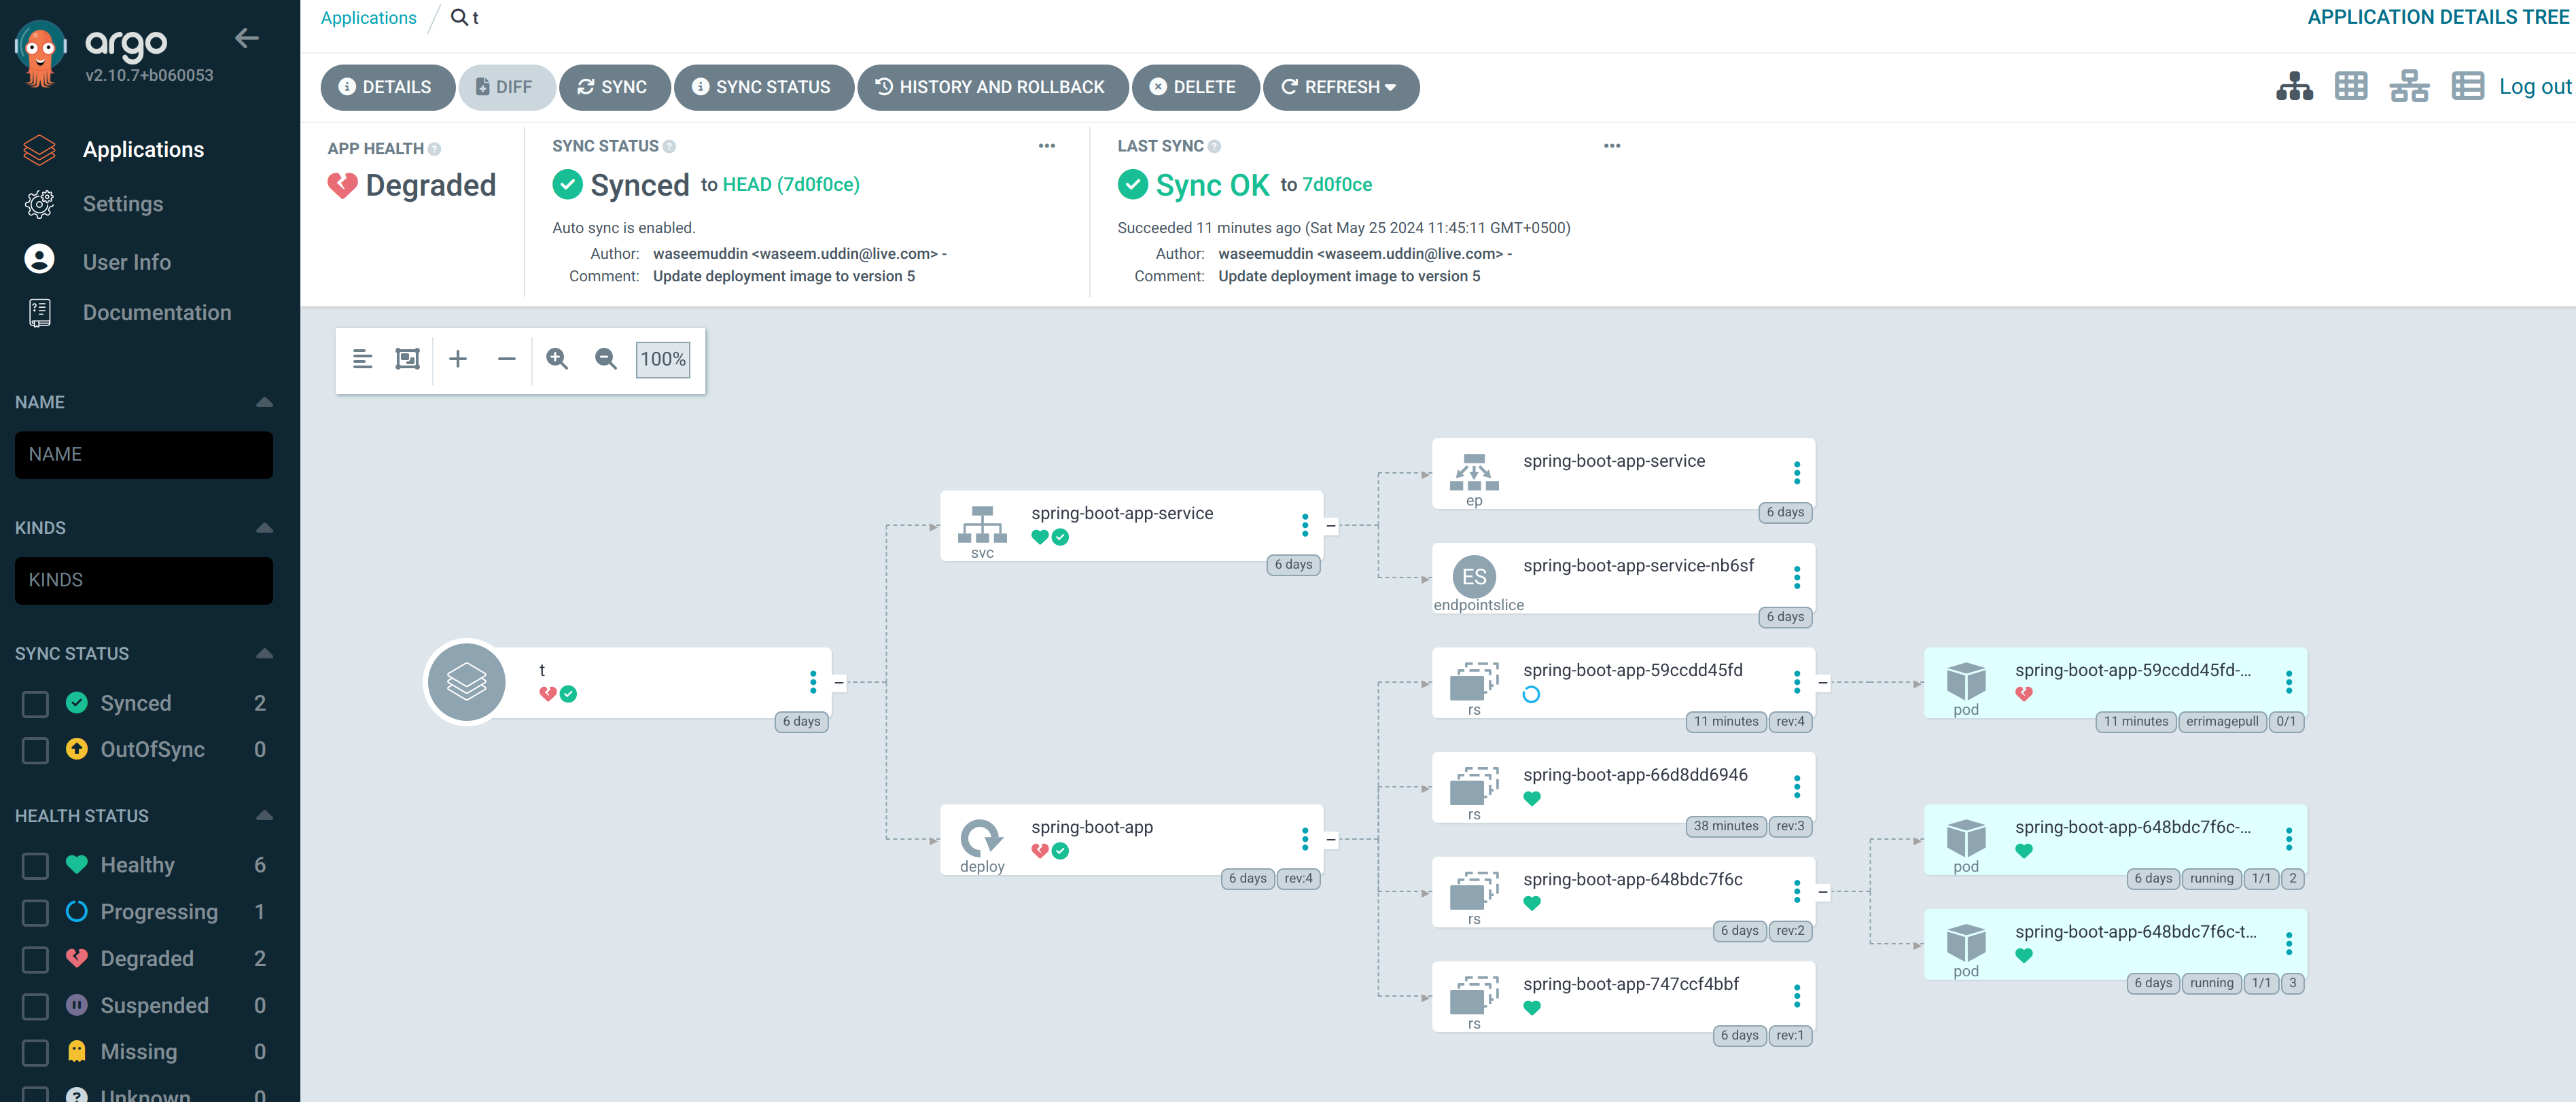 argo
v2.10.7+b060053
Applications
Settings
User Info
Documentation
NAME
NAME
KINDS
KINDS
SYNC STATUS
Synced 2
OutOfSync 0
HEALTH STATUS
Healthy 6
Progressing 1
Degraded 2
Suspended 0
Missing 0
Unknown 0
Applications / t
APPLICATION DETAILS TREE
DETAILS DIFF SYNC SYNC STATUS HISTORY AND ROLLBACK DELETE REFRESH Log out
APP HEALTH
Degraded
SYNC STATUS
Synced to HEAD (7d0f0ce)
Auto sync is enabled.
Author: waseemuddin <waseem.uddin@live.com> -
Comment: Update deployment image to version 5
LAST SYNC
Sync OK to 7d0f0ce
Succeeded 11 minutes ago (Sat May 25 2024 11:45:11 GMT+0500)
Author: waseemuddin <waseem.uddin@live.com> -
Comment: Update deployment image to version 5
100%
t
6 days
svc
spring-boot-app-service
6 days
deploy
spring-boot-app
6 days rev:4
ep
spring-boot-app-service
6 days
ES
endpointslice
spring-boot-app-service-nb6sf
6 days
rs
spring-boot-app-59ccdd45fd
11 minutes rev:4
rs
spring-boot-app-66d8dd6946
38 minutes rev:3
rs
spring-boot-app-648bdc7f6c
6 days rev:2
rs
spring-boot-app-747ccf4bbf
6 days rev:1
pod
spring-boot-app-59ccdd45fd-...
11 minutes errimagepull 0/1
pod
spring-boot-app-648bdc7f6c-...
6 days running 1/1 2
pod
spring-boot-app-648bdc7f6c-t...
6 days running 1/1 3